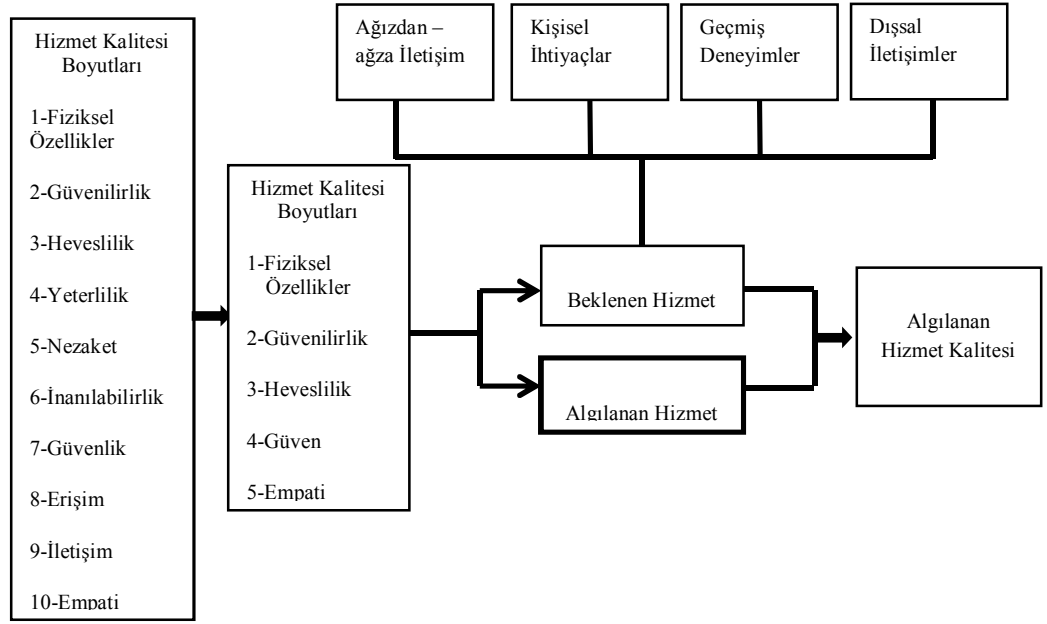 Hizmet Kalitesi
Boyutları
1-Fiziksel
Özellikler
2-Güvenilirlik
3-Heveslilik
4-Yeterlilik
5-Nezaket
6-İnanılabilirlik
7-Güvenlik
8-Erişim
9-İletişim
10-Empati
Hizmet Kalitesi
Boyutları
1-Fiziksel
Özellikler
2-Güvenilirlik
3-Heveslilik
4-Güven
5-Empati
Ağızdan –
ağza İletişim
Kişisel
İhtiyaçlar
Geçmiş
Deneyimler
Dışsal
İletişimler
Beklenen Hizmet
Algılanan Hizmet
Algılanan
Hizmet Kalitesi